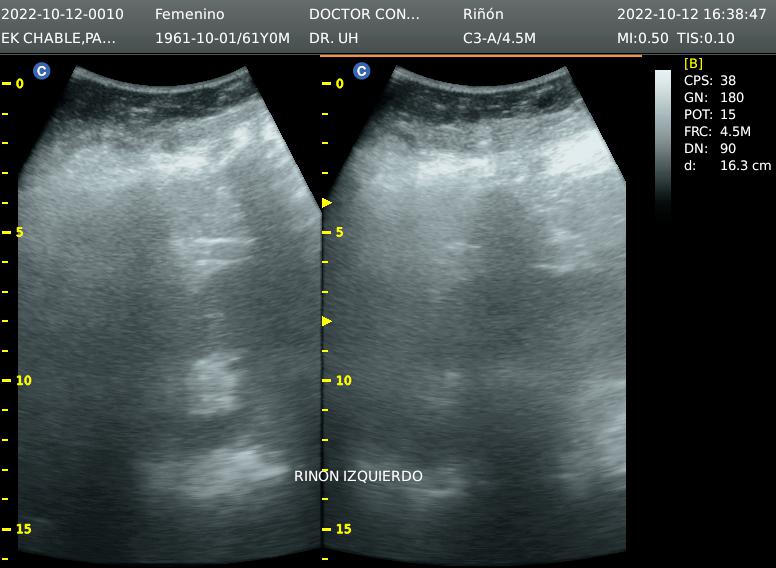 2022-10-12-0010 Femenino DOCTOR CON... Riñón 2022-10-12 16:38:47
EK CHABLE,PA... 1961-10-01/61Y0M DR. UH C3-A/4.5M MI:0.50 TIS:0.10
C C
[B]
0 0
CPS: 38
GN: 180
POT: 15
FRC: 4.5M
DN: 90
d: 16.3 cm
5 5
10 10
RINON IZQUIERDO
15 15